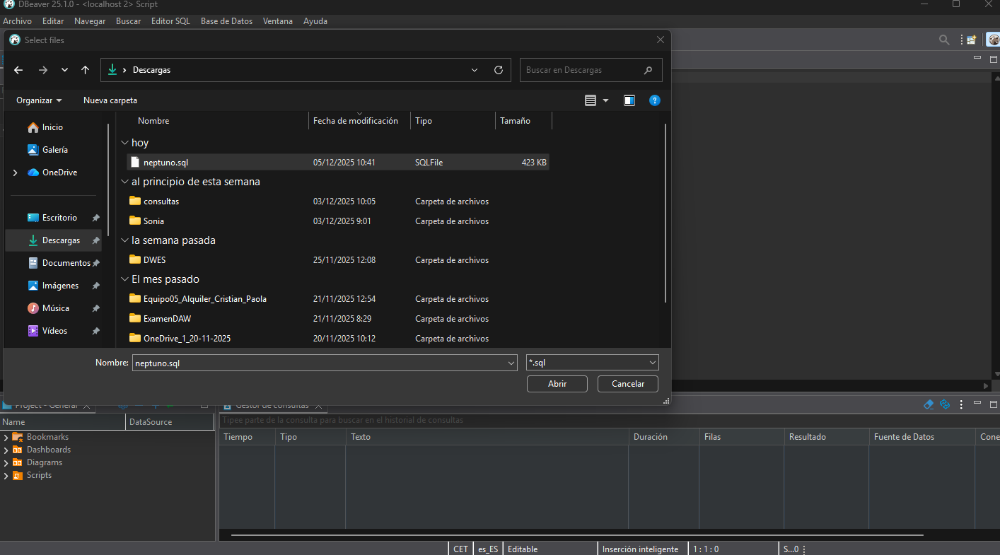 DBeaver 25.1.0 - <localhost 2> Script
Archivo Editar Navegar Buscar Editor SQL Base de Datos Ventana Ayuda
Select files
Descargas
Buscar en Descargas
Organizar Nueva carpeta
Nombre Fecha de modificación Tipo Tamaño
Inicio
Galería
OneDrive
Escritorio
Descargas
Documentos
Imágenes
Música
Vídeos
hoy
neptuno.sql 05/12/2025 10:41 SQLFile 423 KB
al principio de esta semana
consultas 03/12/2025 10:05 Carpeta de archivos
Sonia 03/12/2025 9:01 Carpeta de archivos
la semana pasada
DWES 25/11/2025 12:08 Carpeta de archivos
El mes pasado
Equipo05_Alquiler_Cristian_Paola 21/11/2025 12:54 Carpeta de archivos
ExamenDAW 21/11/2025 8:29 Carpeta de archivos
OneDrive_1_20-11-2025 20/11/2025 10:12 Carpeta de archivos
Nombre: neptuno.sql *.sql
Abrir Cancelar
Project - General
Name DataSource
Bookmarks
Dashboards
Diagrams
Scripts
Gestor de consultas
Tipee parte de la consulta para buscar en el historial de consultas
Tiempo Tipo Texto Duración Filas Resultado Fuente de Datos Cone
CET es_ES Editable Inserción inteligente 1 : 1 : 0 S...0